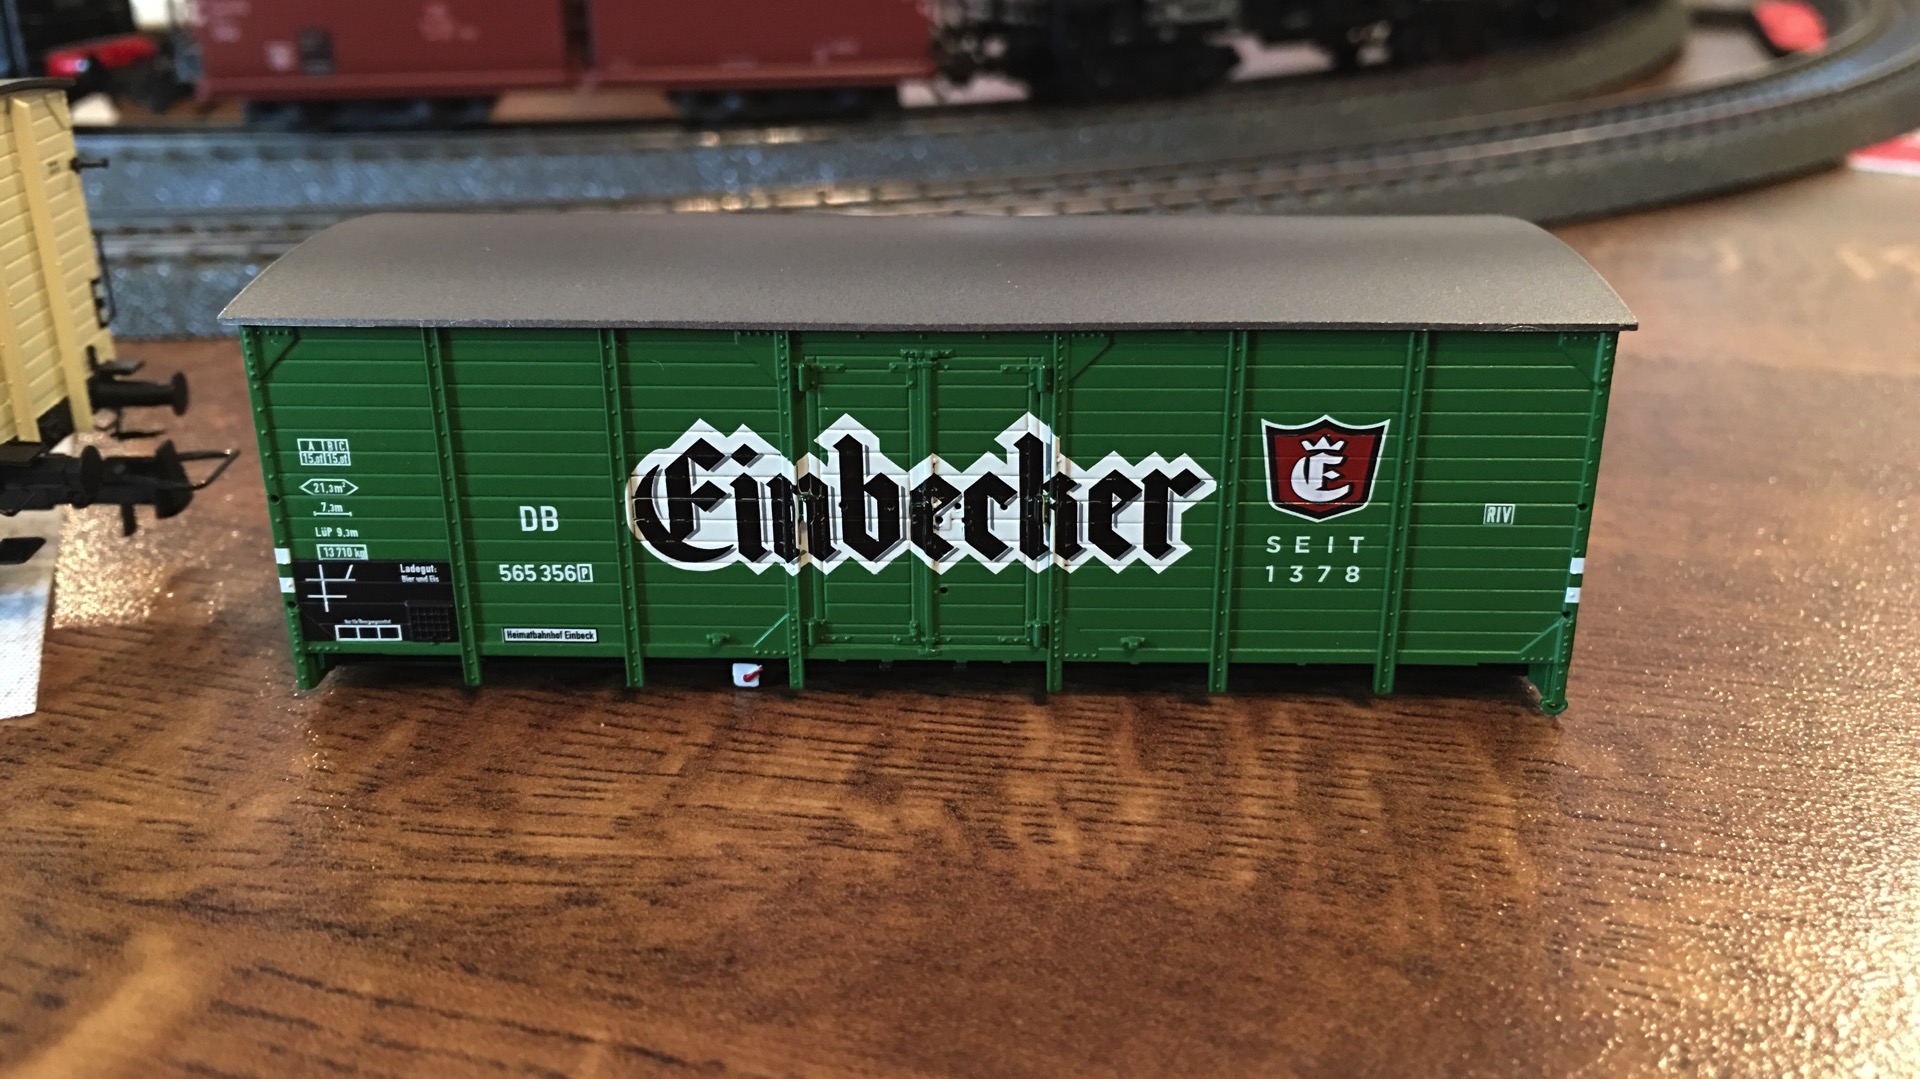 A B C
15,0t 15,0t
21,3m²
7,3m
LüP 9,3m
13 710 kg
Ladegut:
Bier und Eis
DB
565 356 P
Heimatbahnhof Einbeck
Einbecker
E
SEIT
1378
RIV